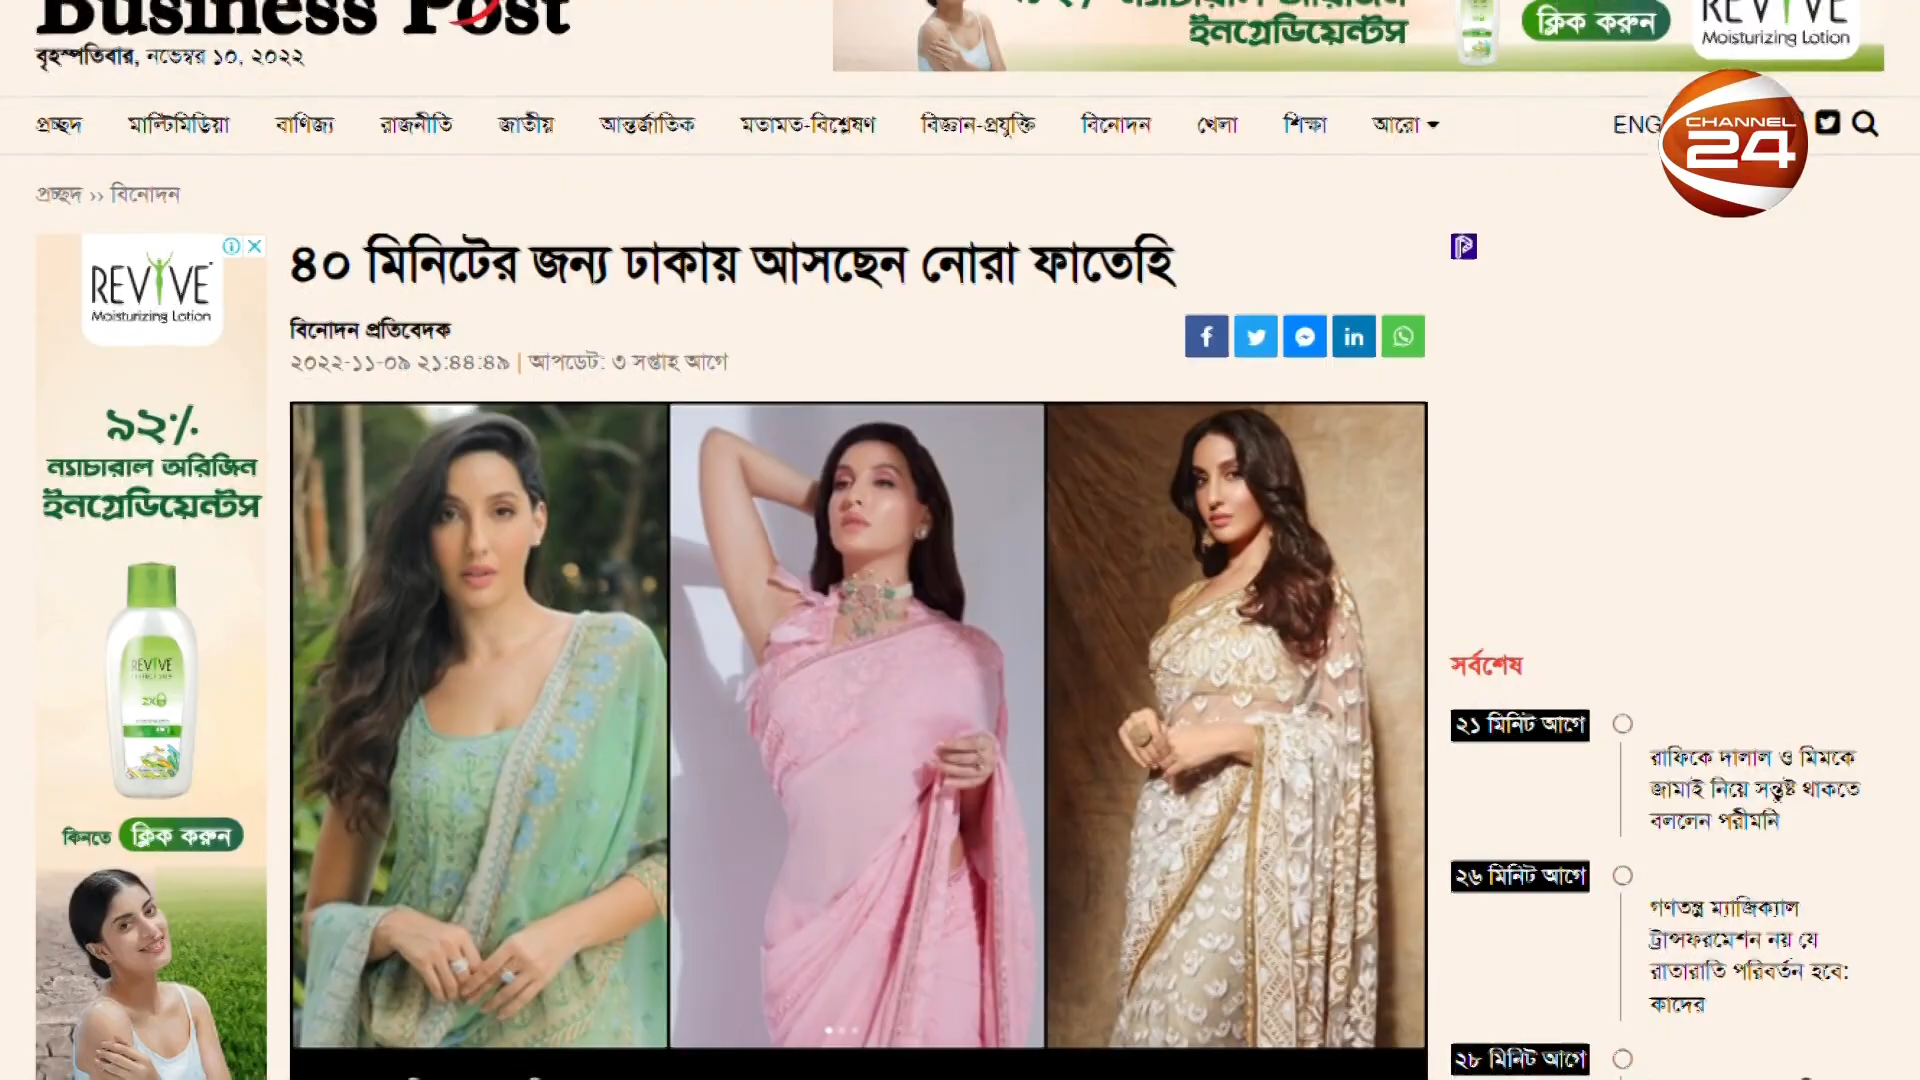 Business Post
বৃহস্পতিবার, নভেম্বর ১০, ২০২২
ইনগ্রেডিয়েন্টস
ক্লিক করুন
REVIVE
Moisturizing Lotion
প্রচ্ছদ মাল্টিমিডিয়া বাণিজ্য রাজনীতি জাতীয় আন্তর্জাতিক মতামত-বিশ্লেষণ বিজ্ঞান-প্রযুক্তি বিনোদন খেলা শিক্ষা আরো
ENG
CHANNEL
24
প্রচ্ছদ ›› বিনোদন
REVIVE
Moisturizing Lotion
৯২%
ন্যাচারাল অরিজিন
ইনগ্রেডিয়েন্টস
REVIVE
2X
কিনতে ক্লিক করুন
৪০ মিনিটের জন্য ঢাকায় আসছেন নোরা ফাতেহি
বিনোদন প্রতিবেদক
২০২২-১১-০৯ ২১:৪৪:৪৯ | আপডেট: ৩ সপ্তাহ আগে
সর্বশেষ
২১ মিনিট আগে
রাফিকে দালাল ও মিমকে
জামাই নিয়ে সন্তুষ্ট থাকতে
বললেন পরীমনি
২৬ মিনিট আগে
গণতন্ত্র ম্যাজিক্যাল
ট্রান্সফরমেশন নয় যে
রাতারাতি পরিবর্তন হবে:
কাদের
২৮ মিনিট আগে